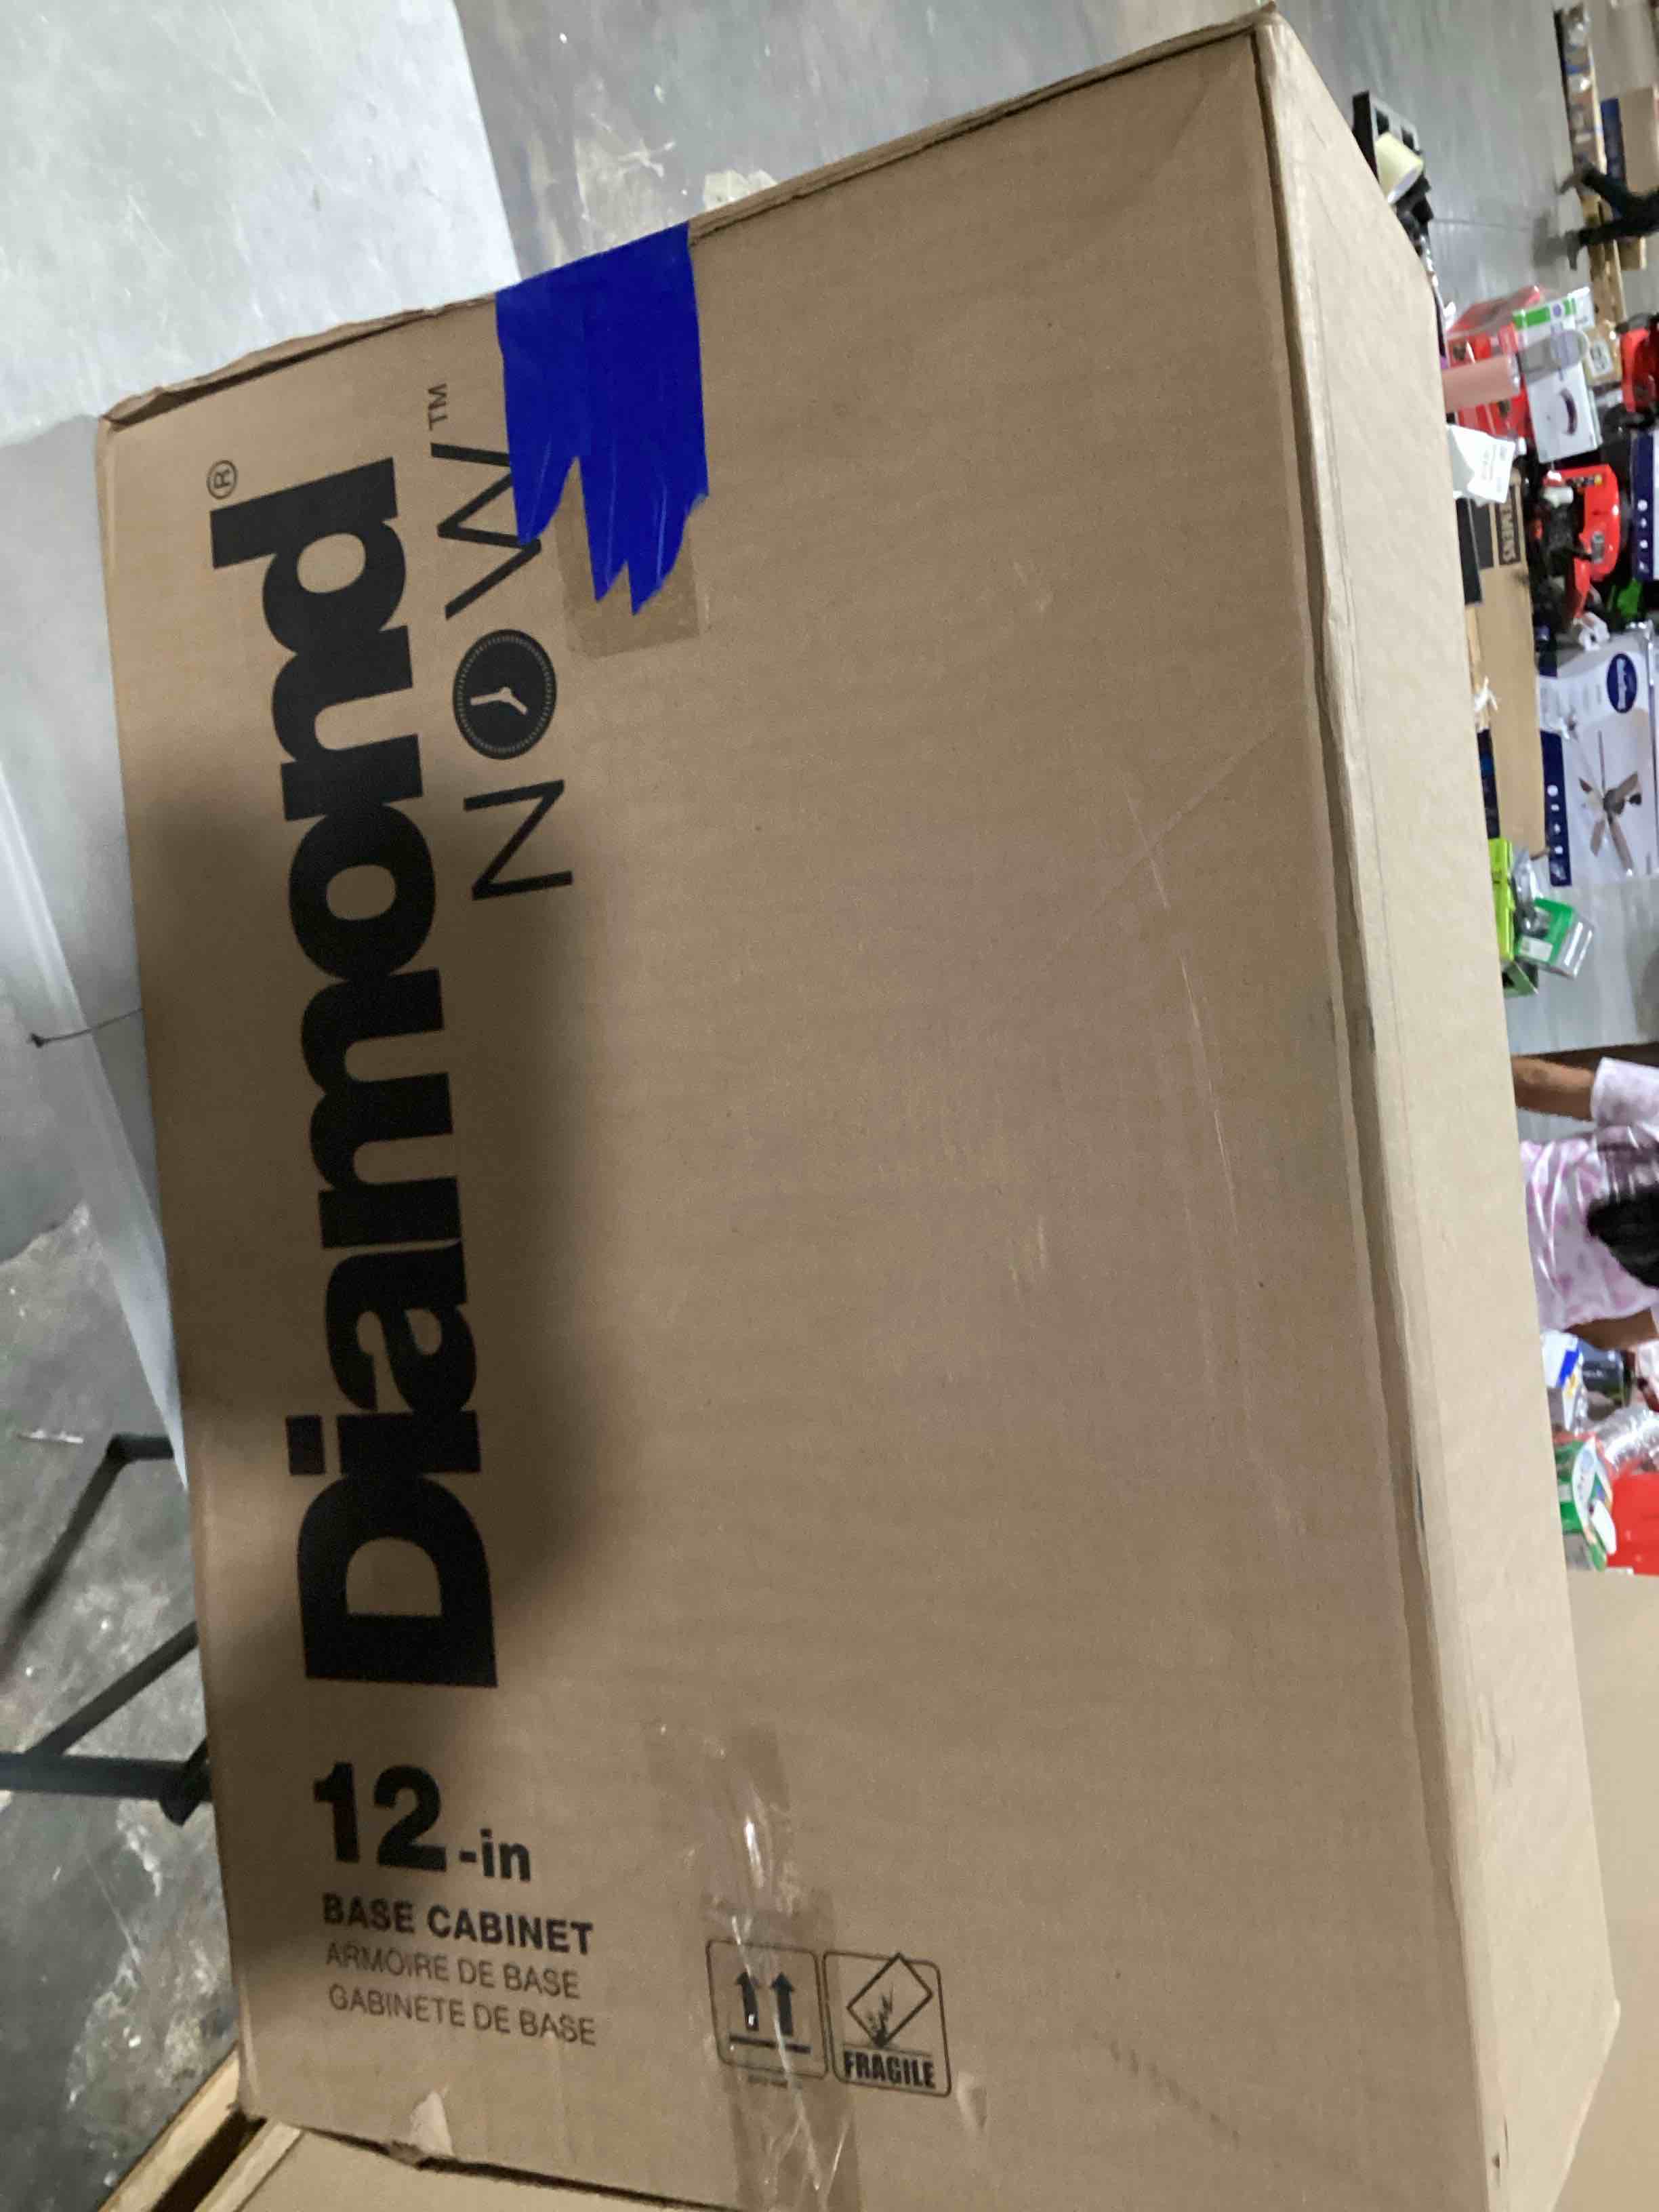 Diamond®
NOW™
12-in
BASE CABINET
ARMOIRE DE BASE
GABINETE DE BASE
FRAGILE